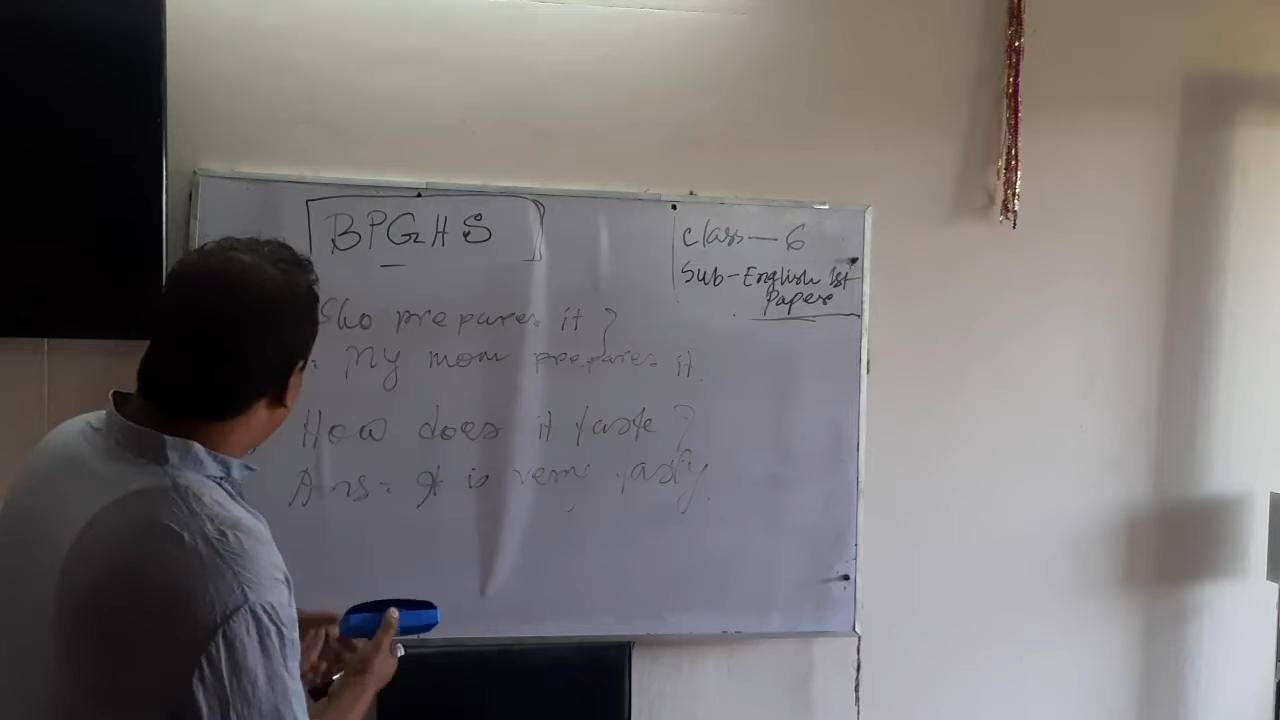 BPGHS
Class — 6
Sub-English 1st
Paper
Who prepares it ?
: My mom prepares it.
How does it taste ?
Ans: It is very tasty.